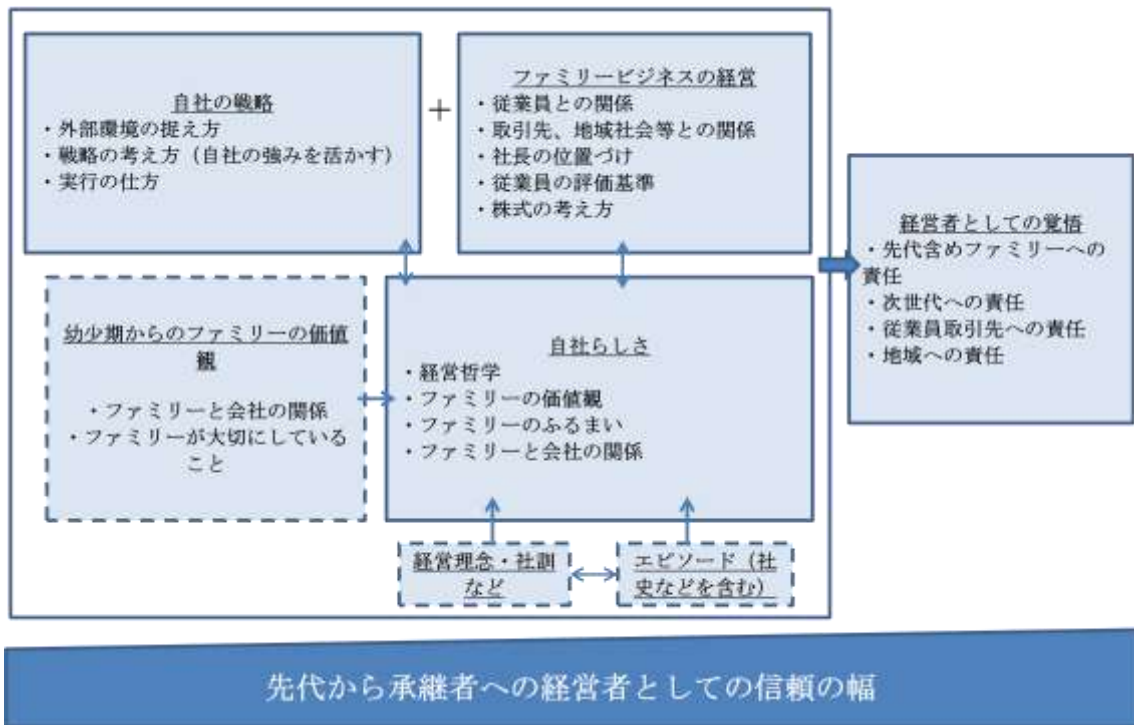 自社の戦略
・外部環境の捉え方
・戦略の考え方（自社の強みを活かす）
・実行の仕方
＋
ファミリービジネスの経営
・従業員との関係
・取引先、地域社会等との関係
・社長の位置づけ
・従業員の評価基準
・株式の考え方
経営者としての覚悟
・先代含めファミリーへの
責任
・次世代への責任
・従業員取引先への責任
・地域への責任
幼少期からのファミリーの価値
観
・ファミリーと会社の関係
・ファミリーが大切にしている
こと
自社らしさ
・経営哲学
・ファミリーの価値観
・ファミリーのふるまい
・ファミリーと会社の関係
経営理念・社訓
など
エピソード（社
史などを含む）
先代から承継者への経営者としての信頼の幅